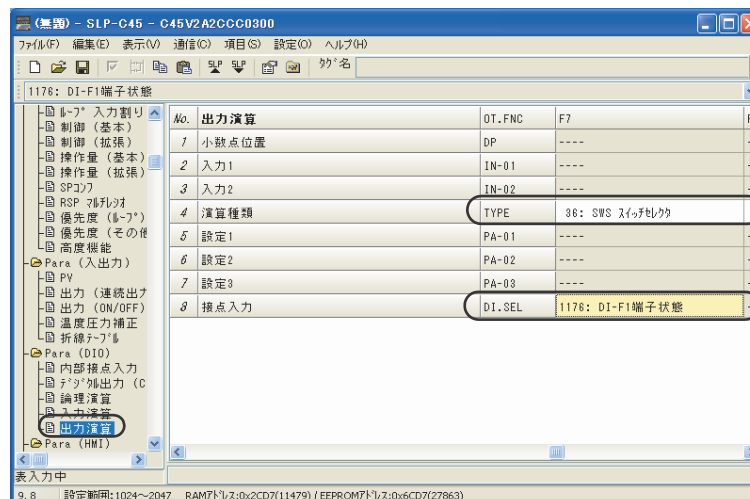 (無題) - SLP-C45 - C45V2A2CCC0300
ﾌｧｲﾙ(F) 編集(E) 表示(V) 通信(C) 項目(S) 設定(O) ヘルプ(H)
SLP SLP ﾀｸﾞ名
1176: DI-F1端子状態
ﾙｰﾌﾟ入力割り
制御 (基本)
制御 (拡張)
操作量 (基本)
操作量 (拡張)
SPｺﾝﾌ
RSP ﾏﾙﾁﾚｼｵ
優先度 (ﾙｰﾌﾟ)
優先度 (その他
高度機能
Para (入出力)
PV
出力 (連続出力
出力 (ON/OFF)
温度圧力補正
折線ﾃｰﾌﾞﾙ
Para (DIO)
内部接点入力
ﾃﾞｼﾞﾀﾙ出力 (C
論理演算
入力演算
出力演算
Para (HMI)
No. 出力演算 OT.FNC F7
1 小数点位置 DP ----
2 入力1 IN-01 ----
3 入力2 IN-02 ----
4 演算種類 TYPE 36: SWS ｽｲｯﾁｾﾚｸﾀ
5 設定1 PA-01 ----
6 設定2 PA-02 ----
7 設定3 PA-03 ----
8 接点入力 DI.SEL 1176: DI-F1端子状態
表入力中
9, 8 設定範囲:1024～2047 RAMｱﾄﾞﾚｽ:0x2CD7(11479) / EEPROMｱﾄﾞﾚｽ:0x6CD7(27863)